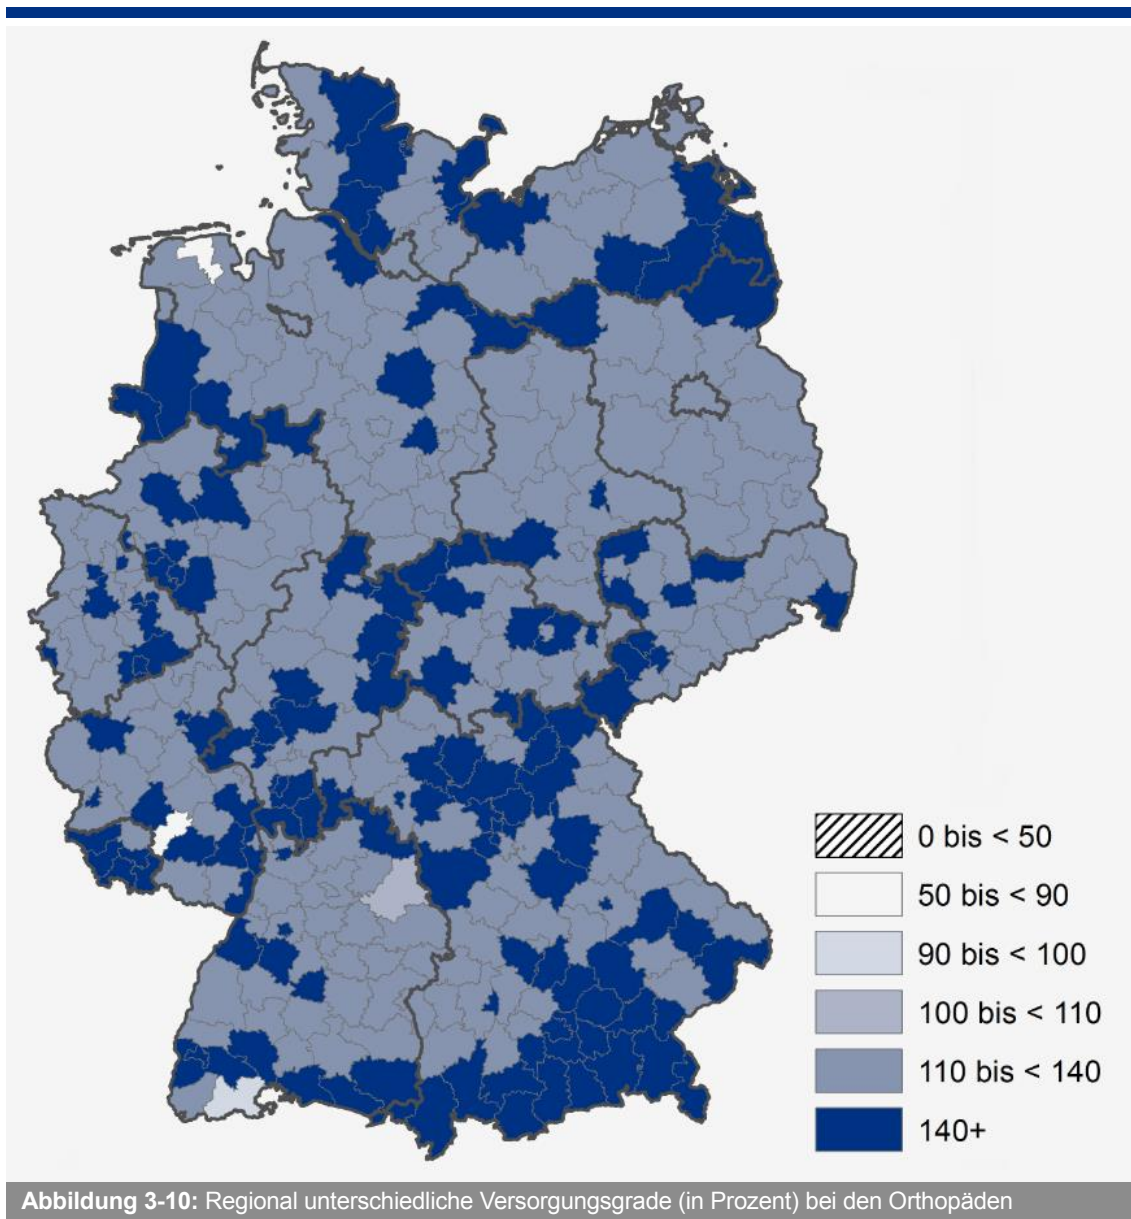 0 bis < 50
50 bis < 90
90 bis < 100
100 bis < 110
110 bis < 140
140+
Abbildung 3-10: Regional unterschiedliche Versorgungsgrade (in Prozent) bei den Orthopäden